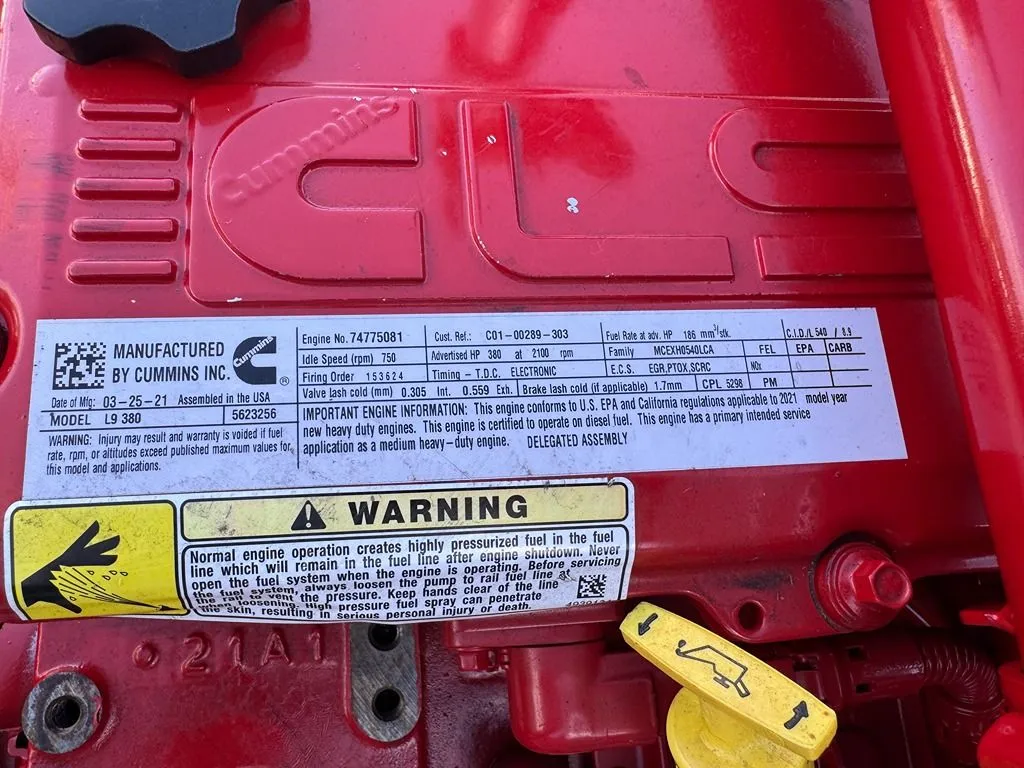 Cummins
CLS
MANUFACTURED
BY CUMMINS INC.
Cummins
®
Date of Mfg: 03-25-21 Assembled in the USA
MODEL L9 380 5623256
WARNING: Injury may result and warranty is voided if fuel
rate, rpm, or altitudes exceed published maximum values for
this model and applications.
Engine No. 74775081 Cust. Ref.: C01-00289-303 Fuel Rate at adv. HP 186 mm³/stk. C.I.D./L 540 / 8.9
Idle Speed (rpm) 750 Advertised HP 380 at 2100 rpm Family MCEXH0540LCA FEL EPA CARB
Firing Order 153624 Timing - T.D.C. ELECTRONIC E.C.S. EGR,PTOX,SCRC NOx
Valve lash cold (mm) 0.305 Int. 0.559 Exh. Brake lash cold (if applicable) 1.7mm CPL 5298 PM
IMPORTANT ENGINE INFORMATION: This engine conforms to U.S. EPA and California regulations applicable to 2021 model year
new heavy duty engines. This engine is certified to operate on diesel fuel. This engine has a primary intended service
application as a medium heavy-duty engine. DELEGATED ASSEMBLY
WARNING
Normal engine operation creates highly pressurized fuel in the fuel
line which will remain in the fuel line after engine shutdown. Never
open the fuel system when the engine is operating. Before servicing
the fuel system, always loosen the pump to rail fuel line
at the rail to vent the pressure. Keep hands clear of the line
when loosening. High pressure fuel spray can penetrate
the skin, resulting in serious personal injury or death.
21A1